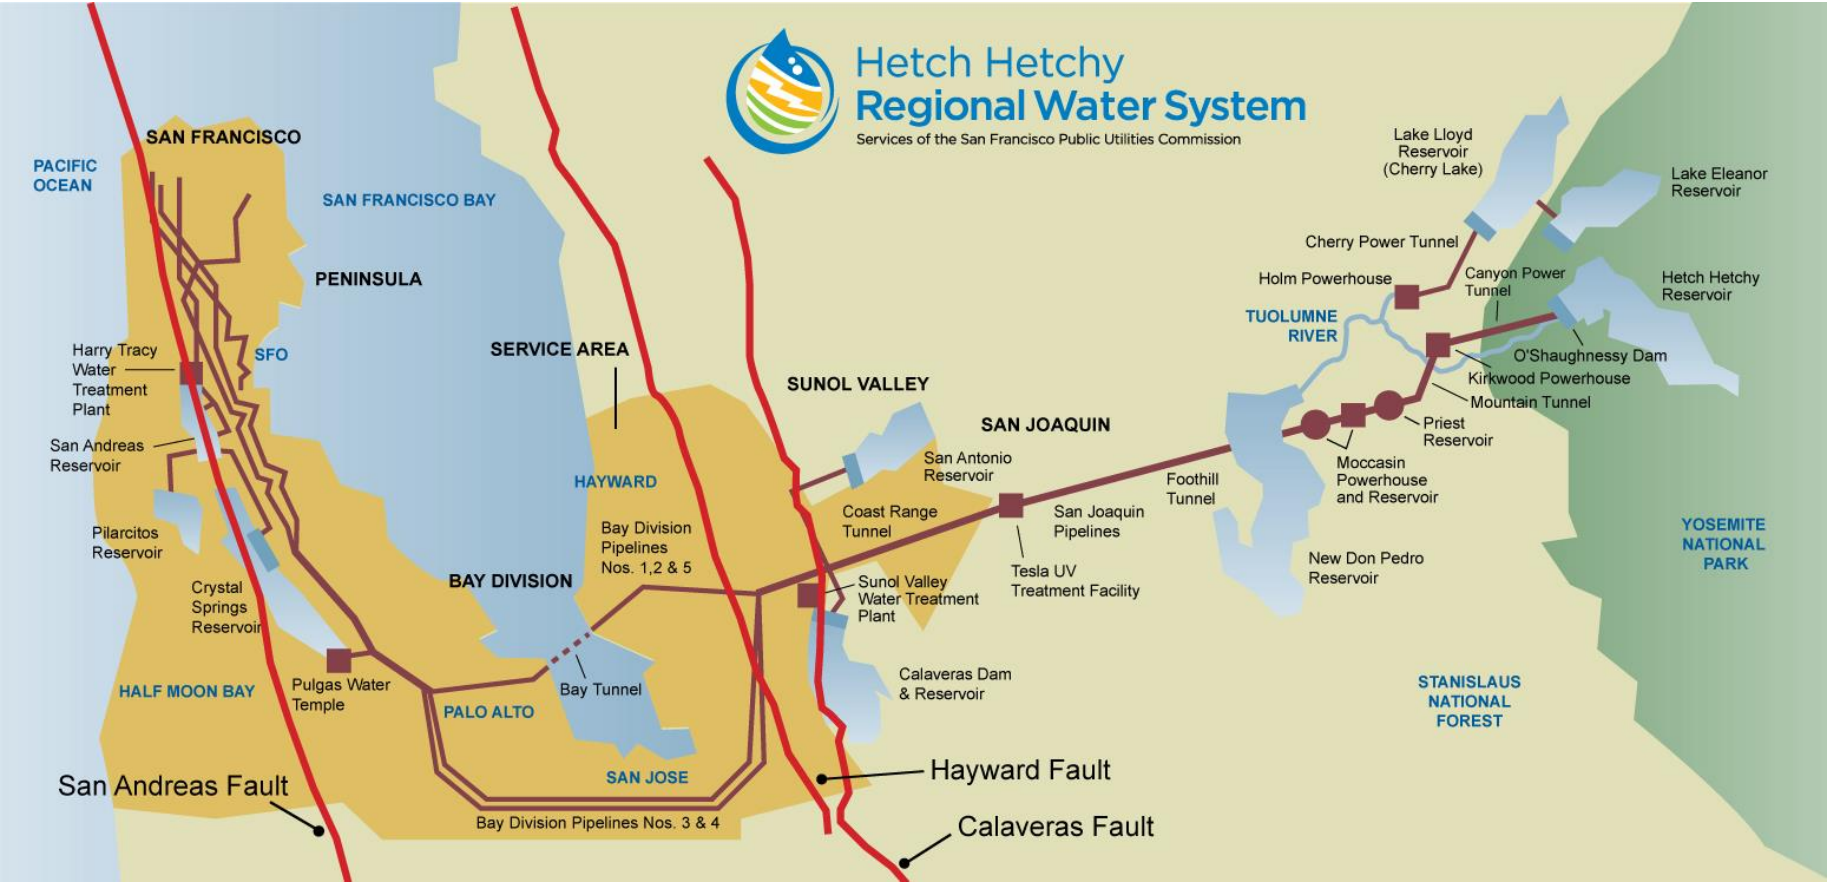 Hetch Hetchy
Regional Water System
Services of the San Francisco Public Utilities Commission
SAN FRANCISCO
PACIFIC
OCEAN
SAN FRANCISCO BAY
PENINSULA
SFO
Harry Tracy
Water
Treatment
Plant
San Andreas
Reservoir
Pilarcitos
Reservoir
Crystal
Springs
Reservoir
HALF MOON BAY
Pulgas Water
Temple
San Andreas Fault
SERVICE AREA
HAYWARD
Bay Division
Pipelines
Nos. 1,2 & 5
BAY DIVISION
Bay Tunnel
PALO ALTO
SAN JOSE
Bay Division Pipelines Nos. 3 & 4
SUNOL VALLEY
San Antonio
Reservoir
Coast Range
Tunnel
Sunol Valley
Water Treatment
Plant
Calaveras Dam
& Reservoir
Hayward Fault
Calaveras Fault
SAN JOAQUIN
San Joaquin
Pipelines
Tesla UV
Treatment Facility
Foothill
Tunnel
New Don Pedro
Reservoir
Lake Lloyd
Reservoir
(Cherry Lake)
Lake Eleanor
Reservoir
Cherry Power Tunnel
Holm Powerhouse
Canyon Power
Tunnel
Hetch Hetchy
Reservoir
TUOLUMNE
RIVER
O'Shaughnessy Dam
Kirkwood Powerhouse
Mountain Tunnel
Priest
Reservoir
Moccasin
Powerhouse
and Reservoir
YOSEMITE
NATIONAL
PARK
STANISLAUS
NATIONAL
FOREST